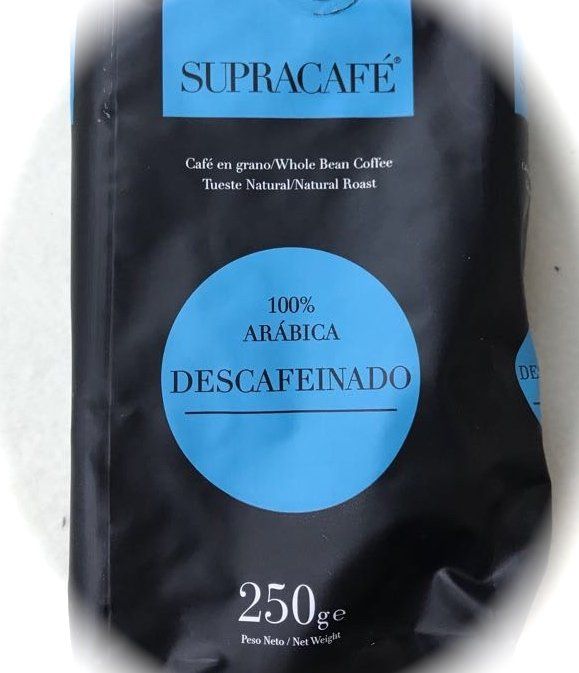 SUPRACAFÉ®
Café en grano/Whole Bean Coffee
Tueste Natural/Natural Roast
100%
ARÁBICA
DESCAFEINADO
DE
250g e
Peso Neto / Net Weight